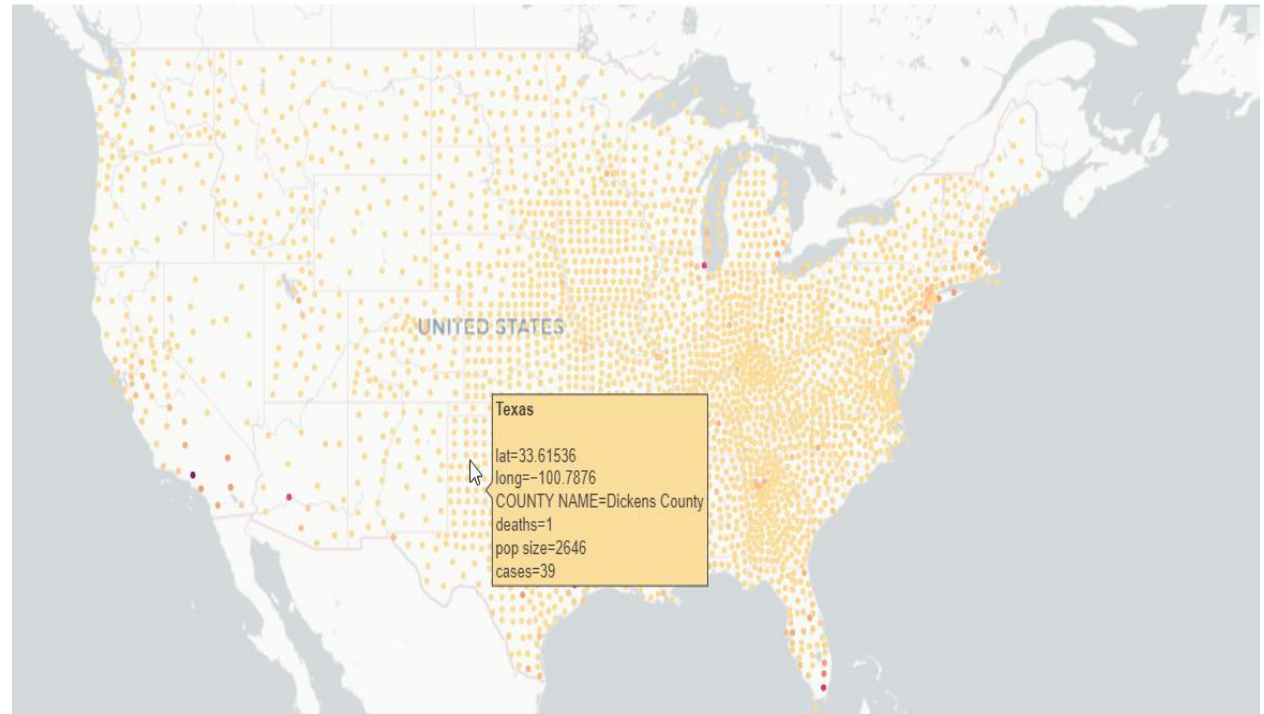 UNITED STATES
Texas
lat=33.61536
long=−100.7876
COUNTY NAME=Dickens County
deaths=1
pop size=2646
cases=39